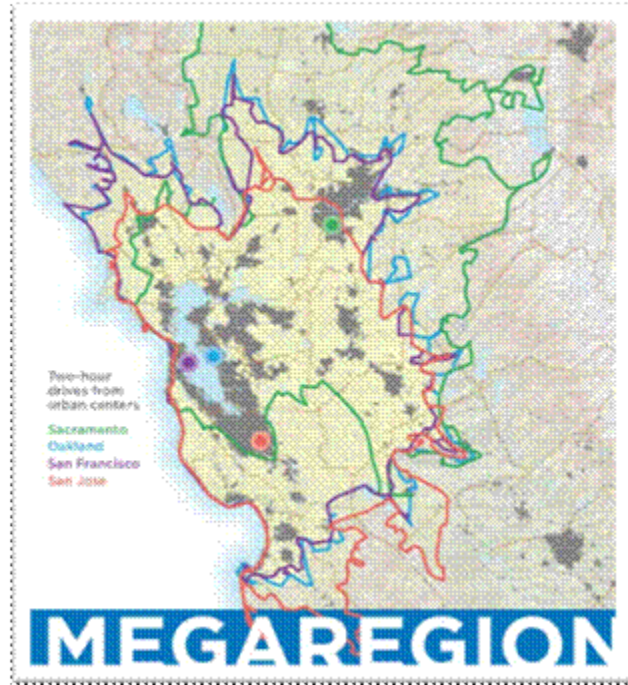 Two-hour
drives from
urban centers
Sacramento
Oakland
San Francisco
San Jose
MEGAREGION